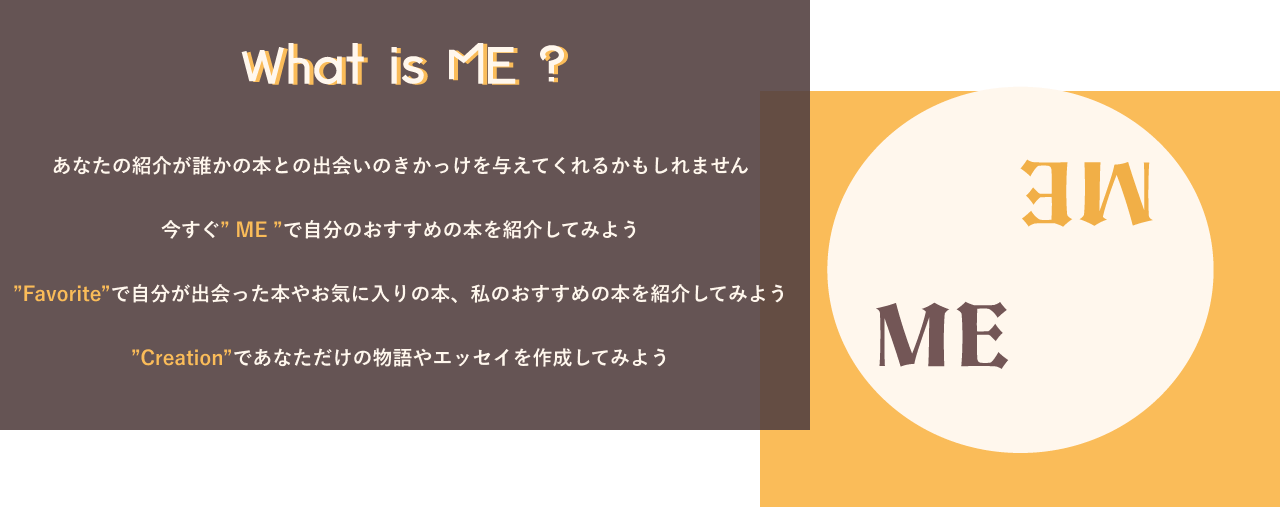 What is ME ?
あなたの紹介が誰かの本との出会いのきかっけを与えてくれるかもしれません
今すぐ” ME ”で自分のおすすめの本を紹介してみよう
”Favorite”で自分が出会った本やお気に入りの本、私のおすすめの本を紹介してみよう
”Creation”であなただけの物語やエッセイを作成してみよう
ME
ME